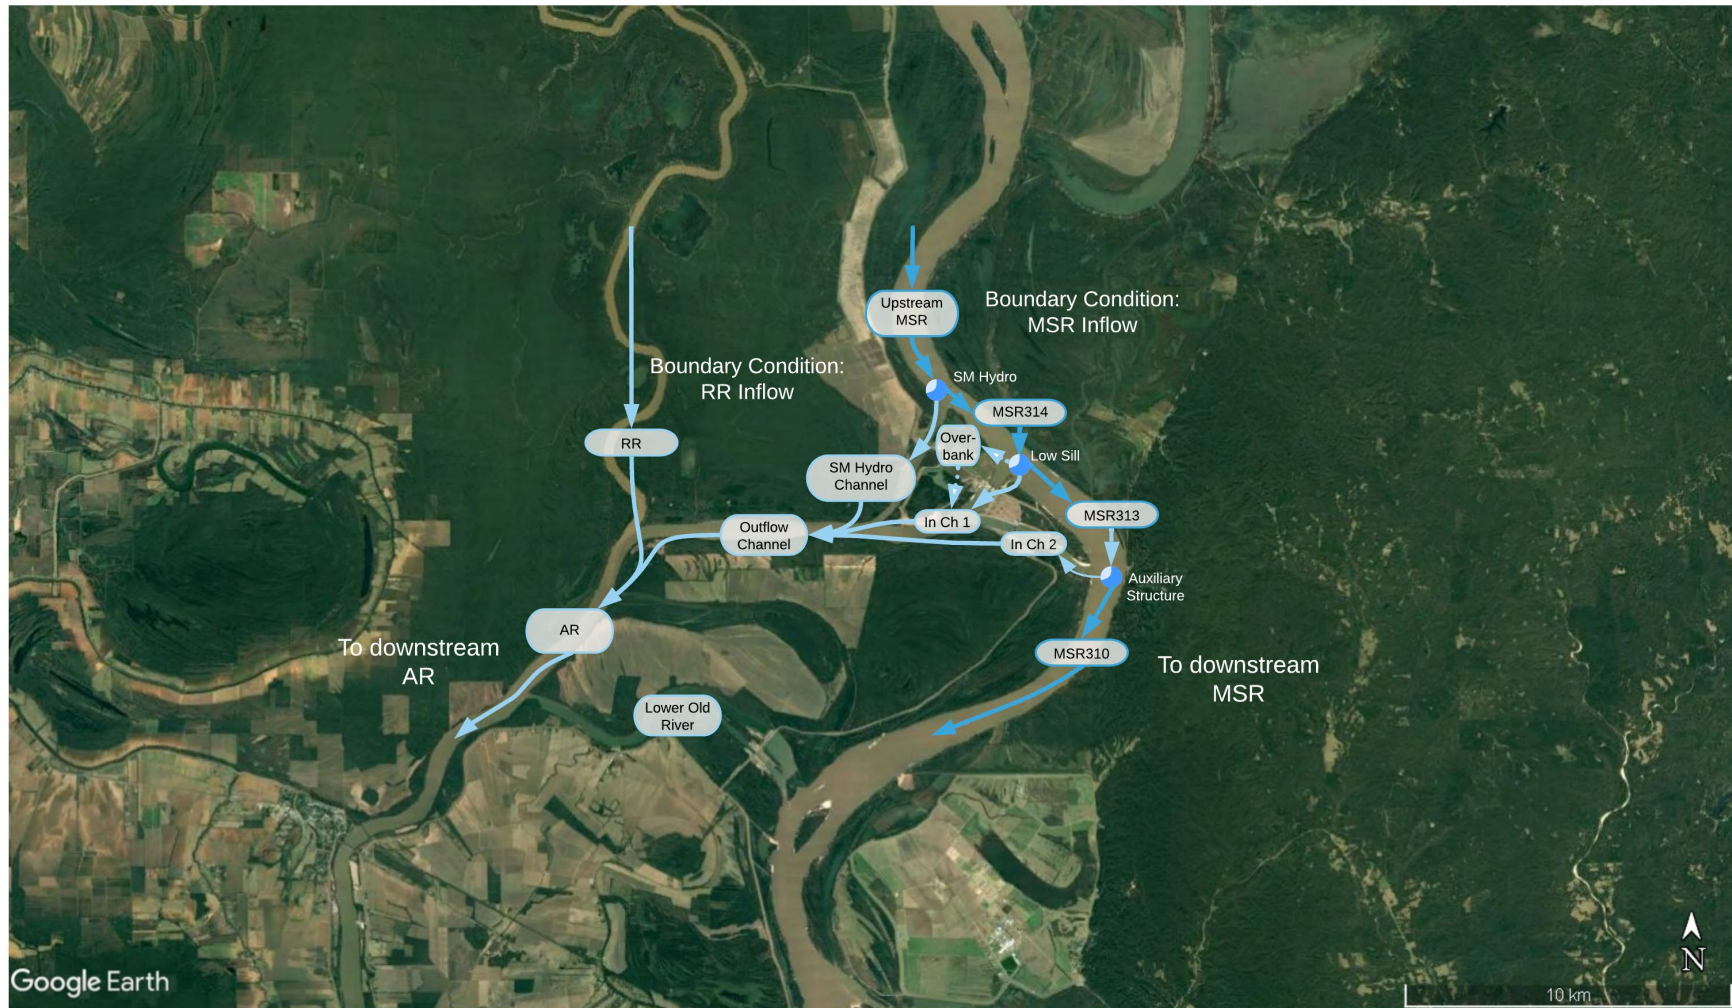 Upstream
MSR
Boundary Condition:
MSR Inflow
Boundary Condition:
RR Inflow
SM Hydro
MSR314
RR
Over-
bank
Low Sill
SM Hydro
Channel
MSR313
In Ch 1
Outflow
Channel
In Ch 2
Auxiliary
Structure
AR
To downstream
AR
MSR310
To downstream
MSR
Lower Old
River
Google Earth
N
10 km